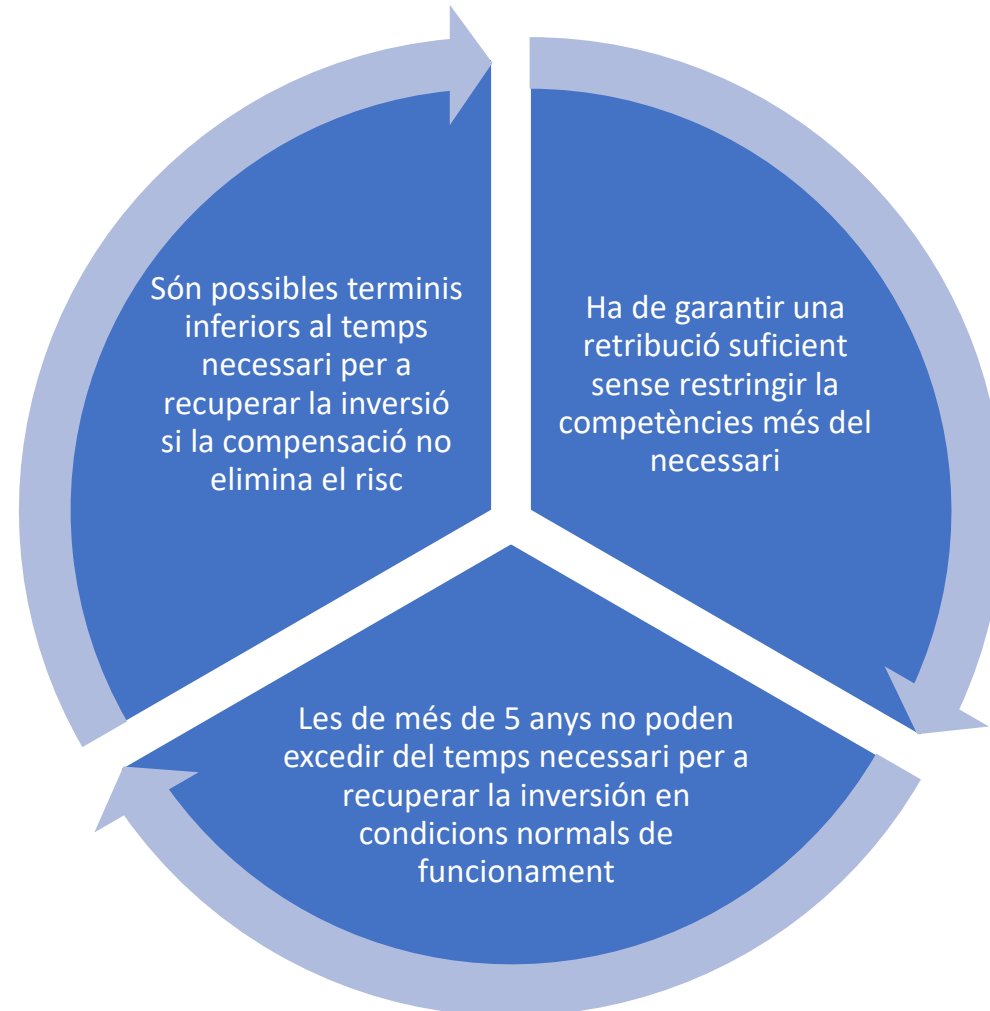 Ha de garantir una
retribució suficient
sense restringir la
competències més del
necessari
Les de més de 5 anys no poden
excedir del temps necessari per a
recuperar la inversión en
condicions normals de
funcionament
Són possibles terminis
inferiors al temps
necessari per a
recuperar la inversió
si la compensació no
elimina el risc